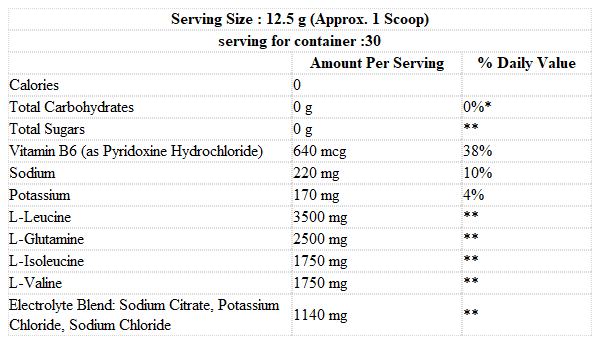 Serving Size : 12.5 g (Approx. 1 Scoop)
serving for container :30
Amount Per Serving % Daily Value
Calories 0
Total Carbohydrates 0 g 0%*
Total Sugars 0 g **
Vitamin B6 (as Pyridoxine Hydrochloride) 640 mcg 38%
Sodium 220 mg 10%
Potassium 170 mg 4%
L-Leucine 3500 mg **
L-Glutamine 2500 mg **
L-Isoleucine 1750 mg **
L-Valine 1750 mg **
Electrolyte Blend: Sodium Citrate, Potassium
Chloride, Sodium Chloride 1140 mg **